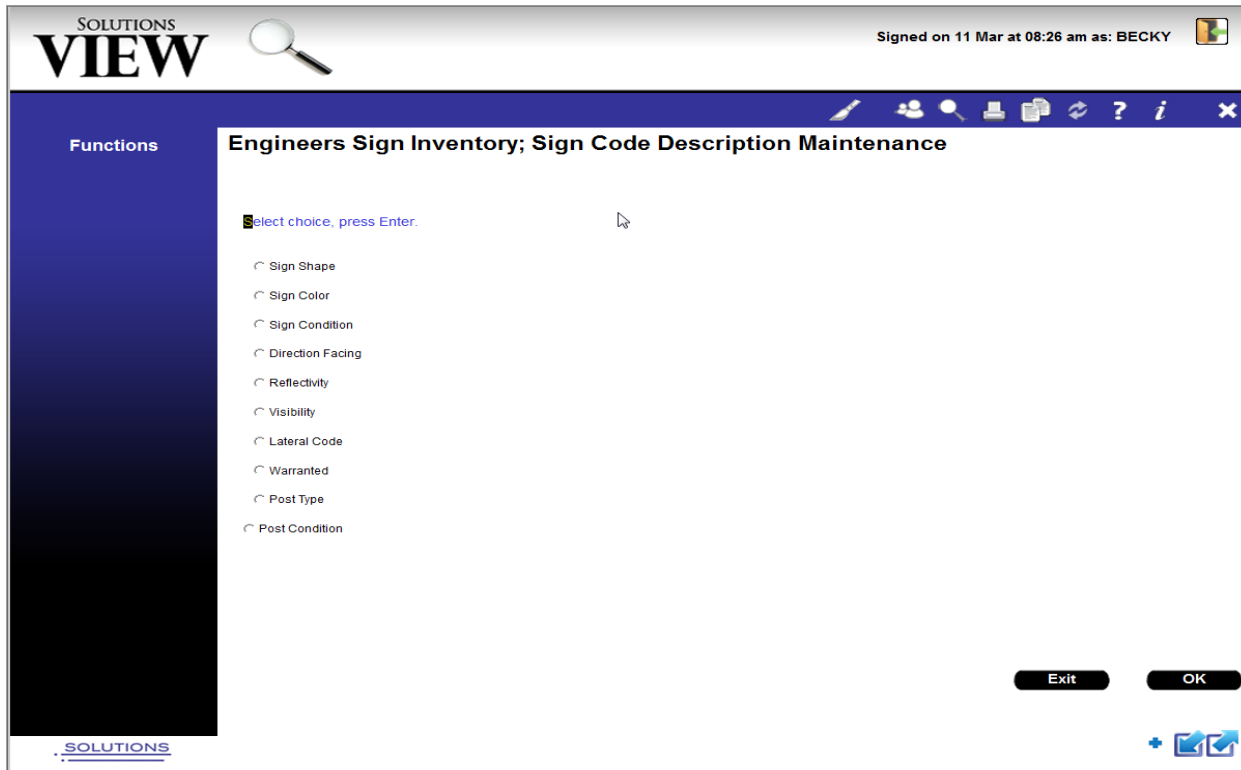 SOLUTIONS
VIEW
Signed on 11 Mar at 08:26 am as: BECKY
? i
Functions
Engineers Sign Inventory; Sign Code Description Maintenance
Select choice, press Enter.
Sign Shape
Sign Color
Sign Condition
Direction Facing
Reflectivity
Visibility
Lateral Code
Warranted
Post Type
Post Condition
Exit
OK
SOLUTIONS